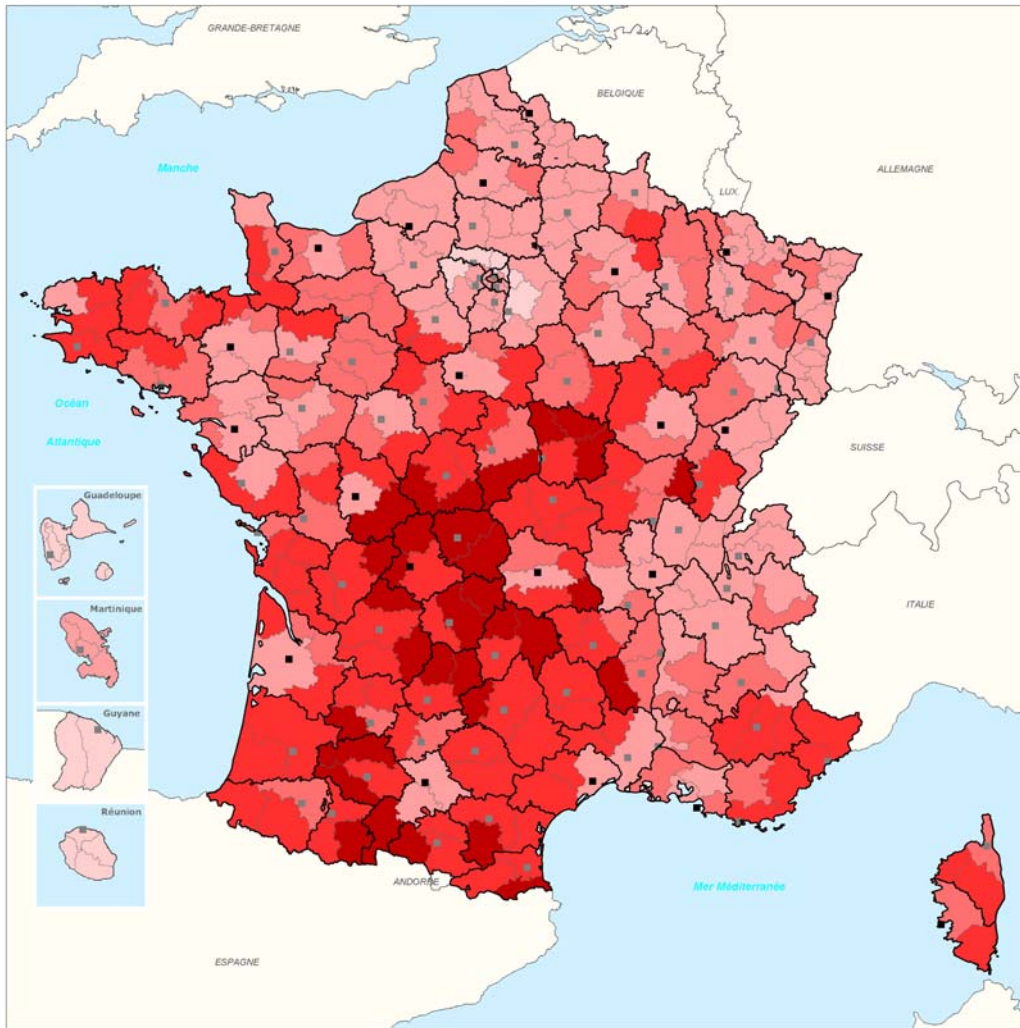 GRANDE-BRETAGNE
BELGIQUE
ALLEMAGNE
LUX.
Manche
Océan
Atlantique
SUISSE
ITALIE
Guadeloupe
Martinique
Guyane
Réunion
ANDORRE
Mer Méditerranée
ESPAGNE